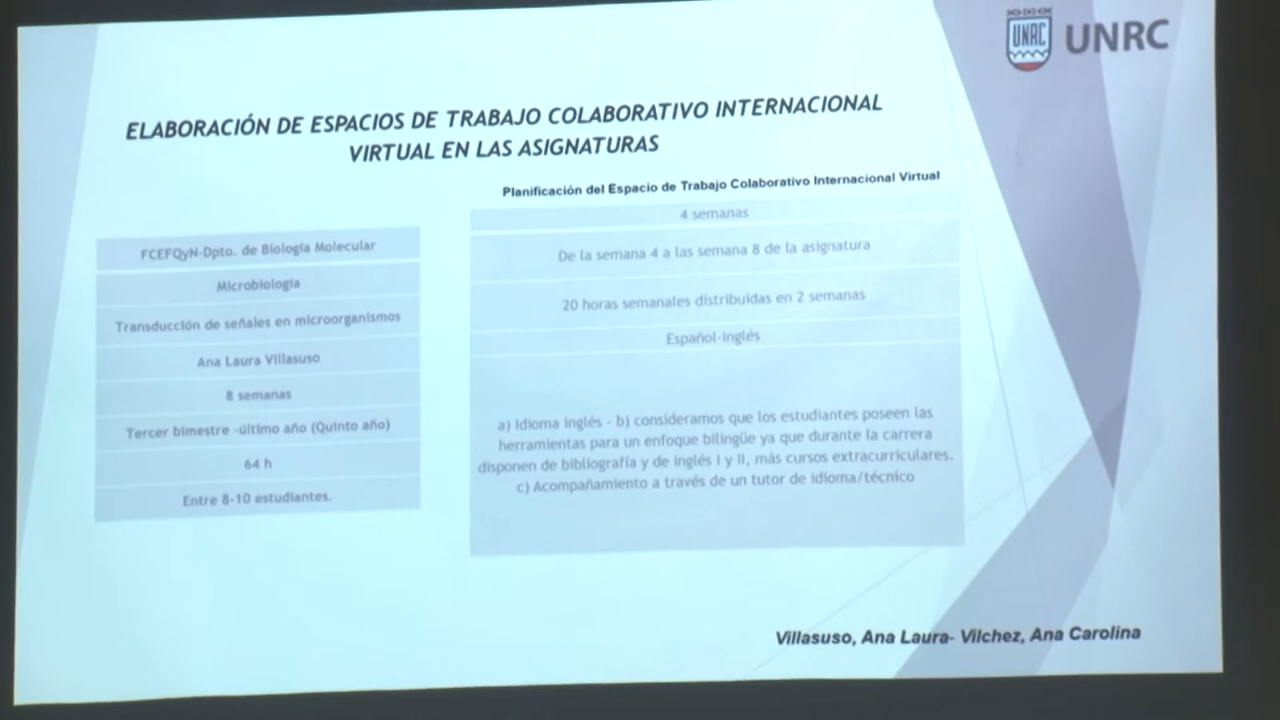 UNRC
UNRC
ELABORACIÓN DE ESPACIOS DE TRABAJO COLABORATIVO INTERNACIONAL
VIRTUAL EN LAS ASIGNATURAS
FCEFQyN-Dpto. de Biología Molecular
Microbiología
Transducción de señales en microorganismos
Ana Laura Villasuso
8 semanas
Tercer bimestre -último año (Quinto año)
64 h
Entre 8-10 estudiantes.
Planificación del Espacio de Trabajo Colaborativo Internacional Virtual
4 semanas
De la semana 4 a las semana 8 de la asignatura
20 horas semanales distribuidas en 2 semanas
Español-inglés
a) Idioma inglés - b) consideramos que los estudiantes poseen las
herramientas para un enfoque bilingüe ya que durante la carrera
disponen de bibliografía y de inglés I y II, más cursos extracurriculares.
c) Acompañamiento a través de un tutor de idioma/técnico
Villasuso, Ana Laura- Vilchez, Ana Carolina